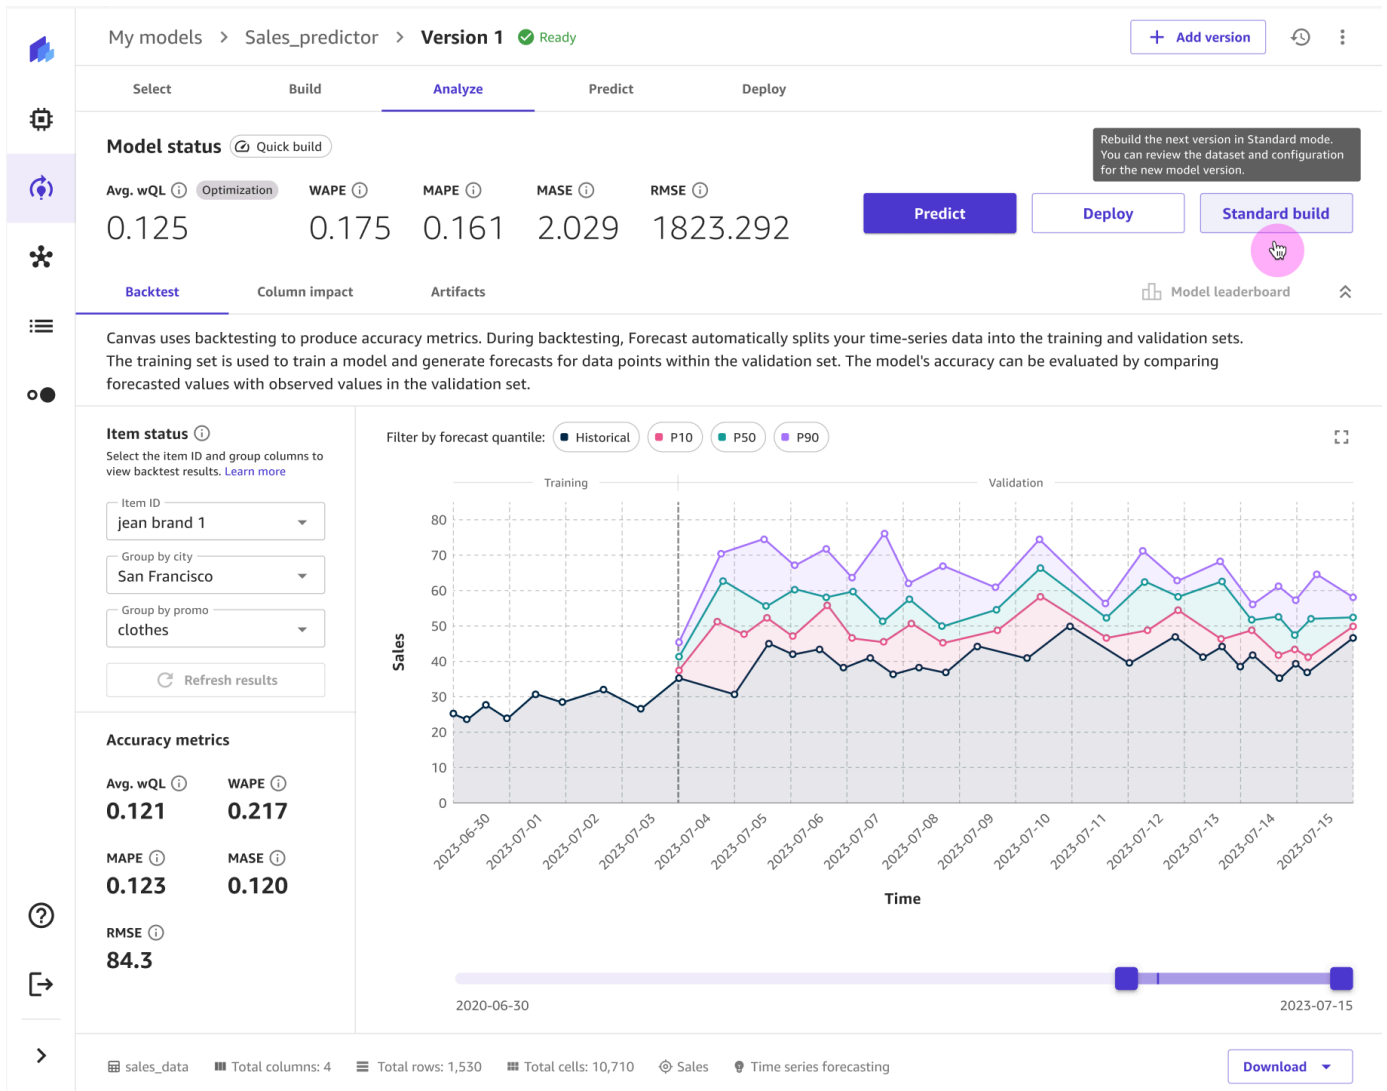 My models > Sales_predictor > Version 1 Ready
+ Add version
Select Build Analyze Predict Deploy
Model status Quick build
Rebuild the next version in Standard mode.
You can review the dataset and configuration
for the new model version.
Avg. wQL Optimization WAPE MAPE MASE RMSE
0.125 0.175 0.161 2.029 1823.292
Predict Deploy Standard build
Backtest Column impact Artifacts Model leaderboard
Canvas uses backtesting to produce accuracy metrics. During backtesting, Forecast automatically splits your time-series data into the training and validation sets.
The training set is used to train a model and generate forecasts for data points within the validation set. The model's accuracy can be evaluated by comparing
forecasted values with observed values in the validation set.
Item status
Select the item ID and group columns to
view backtest results. Learn more
Item ID
jean brand 1
Group by city
San Francisco
Group by promo
clothes
Refresh results
Accuracy metrics
Avg. wQL WAPE
0.121 0.217
MAPE MASE
0.123 0.120
RMSE
84.3
Filter by forecast quantile: Historical P10 P50 P90
Training Validation
80
70
60
50
40
30
20
10
0
Sales
2023-06-30 2023-07-01 2023-07-02 2023-07-03 2023-07-04 2023-07-05 2023-07-06 2023-07-07 2023-07-08 2023-07-09 2023-07-10 2023-07-11 2023-07-12 2023-07-13 2023-07-14 2023-07-15
Time
2020-06-30 2023-07-15
sales_data Total columns: 4 Total rows: 1,530 Total cells: 10,710 Sales Time series forecasting
Download